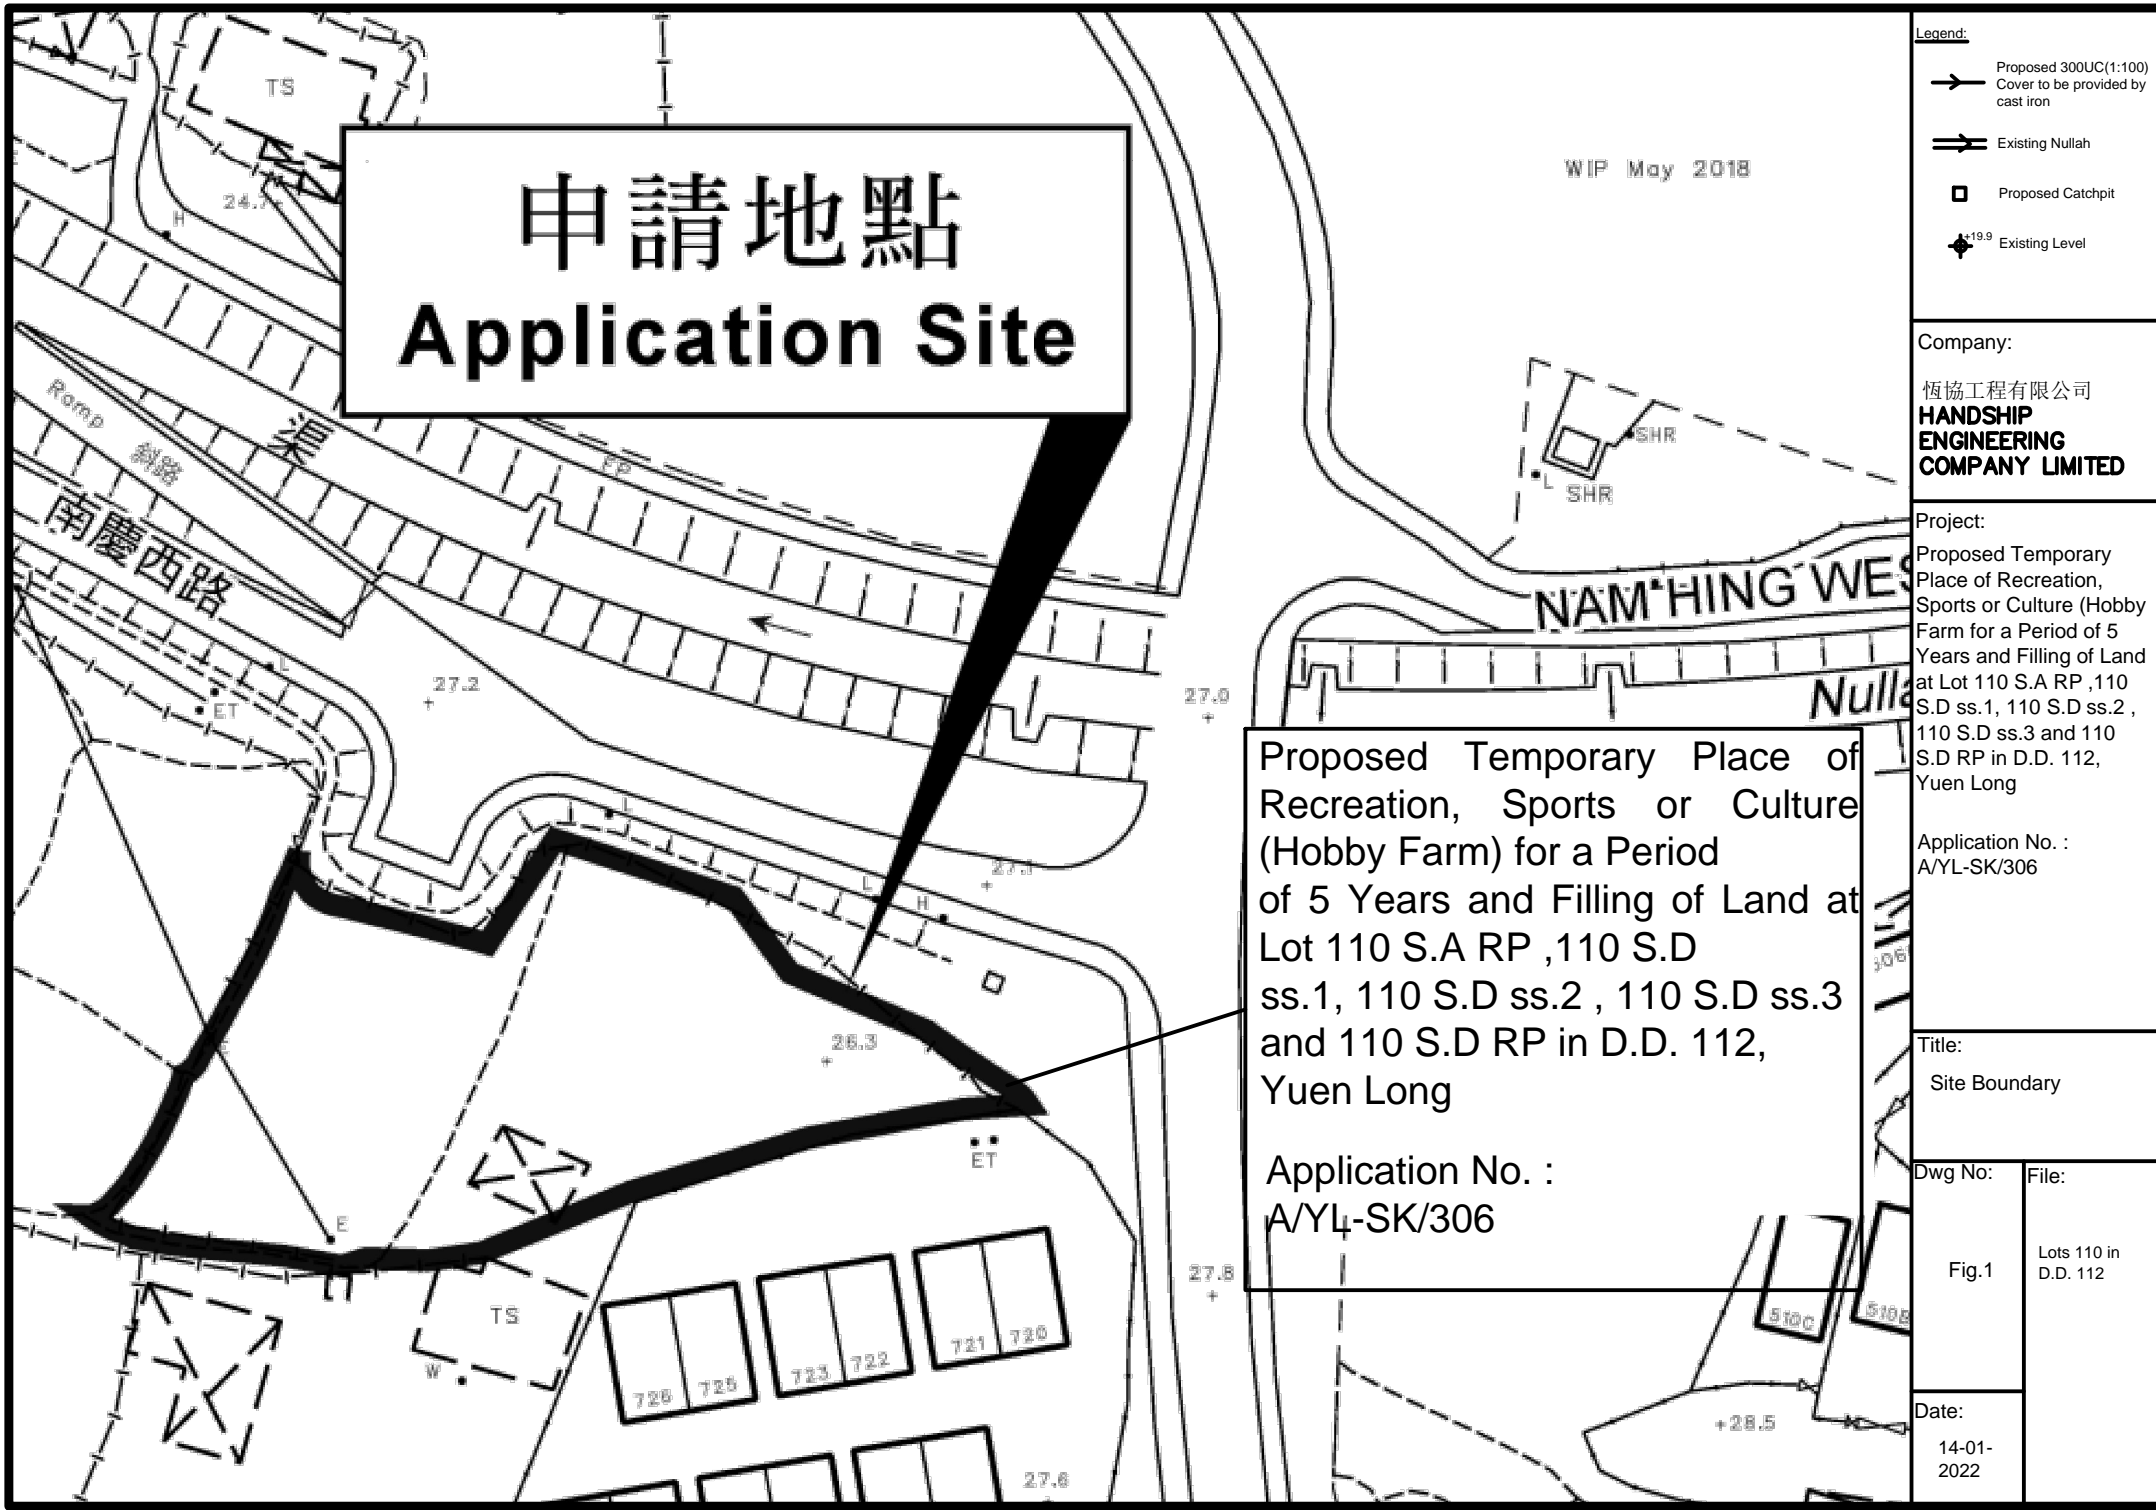 TS
24.7
H
申請地點
Application Site
WIP May 2018
SHR
L
SHR
Ramp
斜路
渠
FP
南慶西路
NAM HING WES
Nulla
L
ET
27.2
27.0
L
27.1
L
H
26.3
ET
E
TS
W
726
725
723
722
721
720
27.8
27.6
510C
510B
+28.5
Proposed Temporary Place of
Recreation, Sports or Culture
(Hobby Farm) for a Period
of 5 Years and Filling of Land at
Lot 110 S.A RP ,110 S.D
ss.1, 110 S.D ss.2 , 110 S.D ss.3
and 110 S.D RP in D.D. 112,
Yuen Long
Application No. :
A/YL-SK/306
Legend:
Proposed 300UC(1:100)
Cover to be provided by
cast iron
Existing Nullah
Proposed Catchpit
+19.9 Existing Level
Company:
恆協工程有限公司
HANDSHIP
ENGINEERING
COMPANY LIMITED
Project:
Proposed Temporary
Place of Recreation,
Sports or Culture (Hobby
Farm for a Period of 5
Years and Filling of Land
at Lot 110 S.A RP ,110
S.D ss.1, 110 S.D ss.2 ,
110 S.D ss.3 and 110
S.D RP in D.D. 112,
Yuen Long
Application No. :
A/YL-SK/306
Title:
Site Boundary
Dwg No:
Fig.1
File:
Lots 110 in
D.D. 112
Date:
14-01-
2022